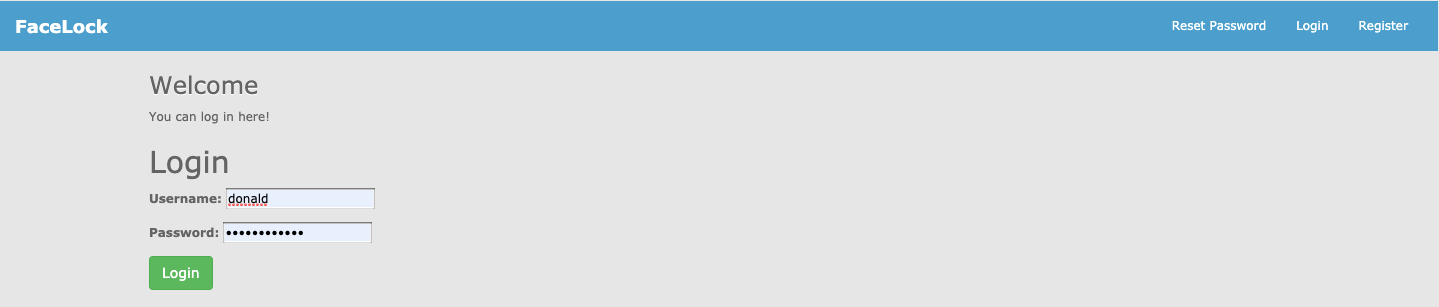 FaceLock Reset Password Login Register
Welcome
You can log in here!
Login
Username: donald
Password: ••••••••••••
Login